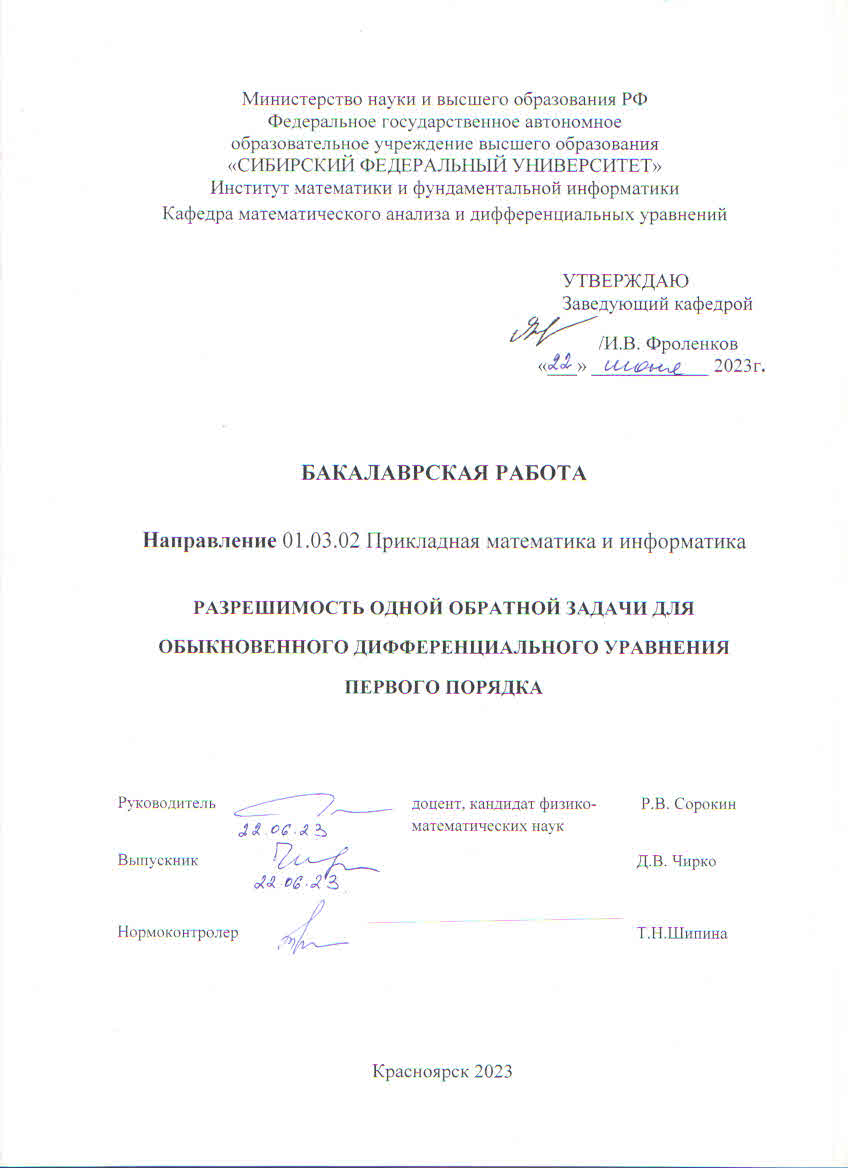 Министерство науки и высшего образования РФ
Федеральное государственное автономное
образовательное учреждение высшего образования
«СИБИРСКИЙ ФЕДЕРАЛЬНЫЙ УНИВЕРСИТЕТ»
Институт математики и фундаментальной информатики
Кафедра математического анализа и дифференциальных уравнений
УТВЕРЖДАЮ
Заведующий кафедрой
/И.В. Фроленков
«22» июня 2023г.
БАКАЛАВРСКАЯ РАБОТА
Направление 01.03.02 Прикладная математика и информатика
РАЗРЕШИМОСТЬ ОДНОЙ ОБРАТНОЙ ЗАДАЧИ ДЛЯ
ОБЫКНОВЕННОГО ДИФФЕРЕНЦИАЛЬНОГО УРАВНЕНИЯ
ПЕРВОГО ПОРЯДКА
Руководитель доцент, кандидат физико- Р.В. Сорокин
22.06.23 математических наук
Выпускник Д.В. Чирко
22.06.23
Нормоконтролер Т.Н.Шипина
Красноярск 2023